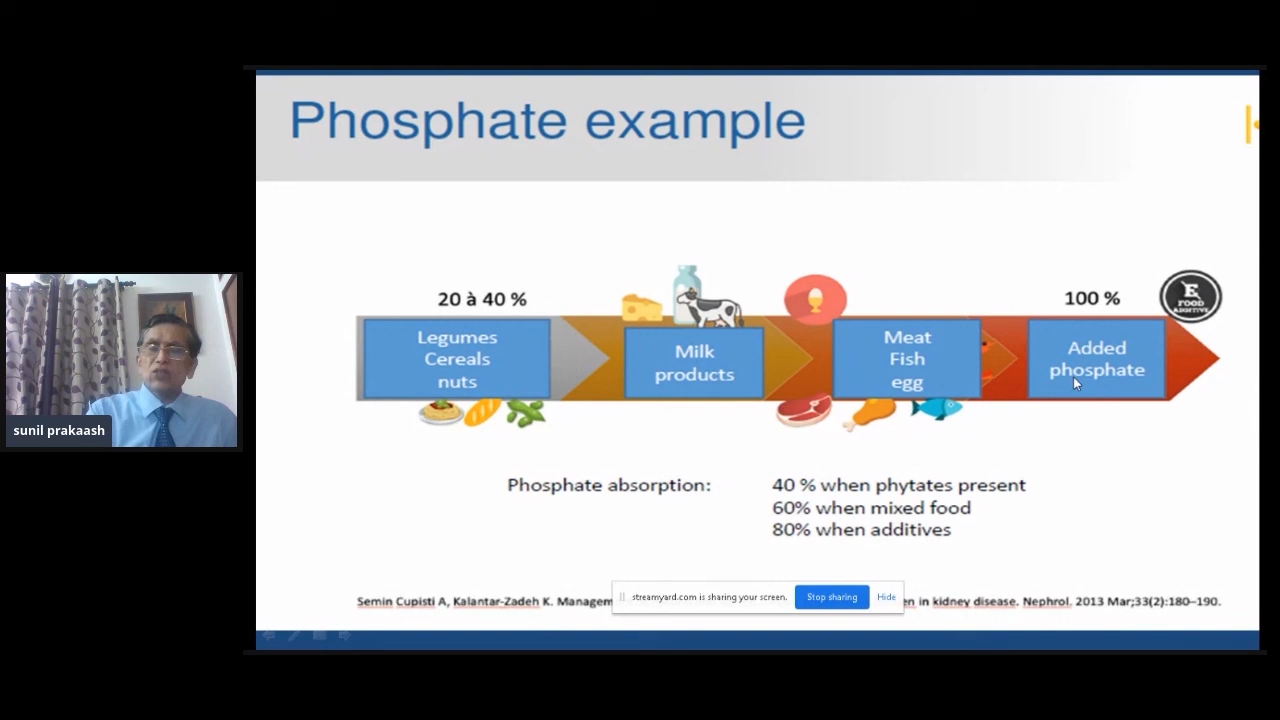 Phosphate example
20 à 40 %
100 %
E
FOOD
ADDITIVE
Legumes
Cereals
nuts
Milk
products
Meat
Fish
egg
Added
phosphate
sunil prakaash
Phosphate absorption:
40 % when phytates present
60% when mixed food
80% when additives
streamyard.com is sharing your screen.
Stop sharing
Hide
Semin Cupisti A, Kalantar-Zadeh K. in kidney disease. Nephrol. 2013 Mar;33(2):180–190.